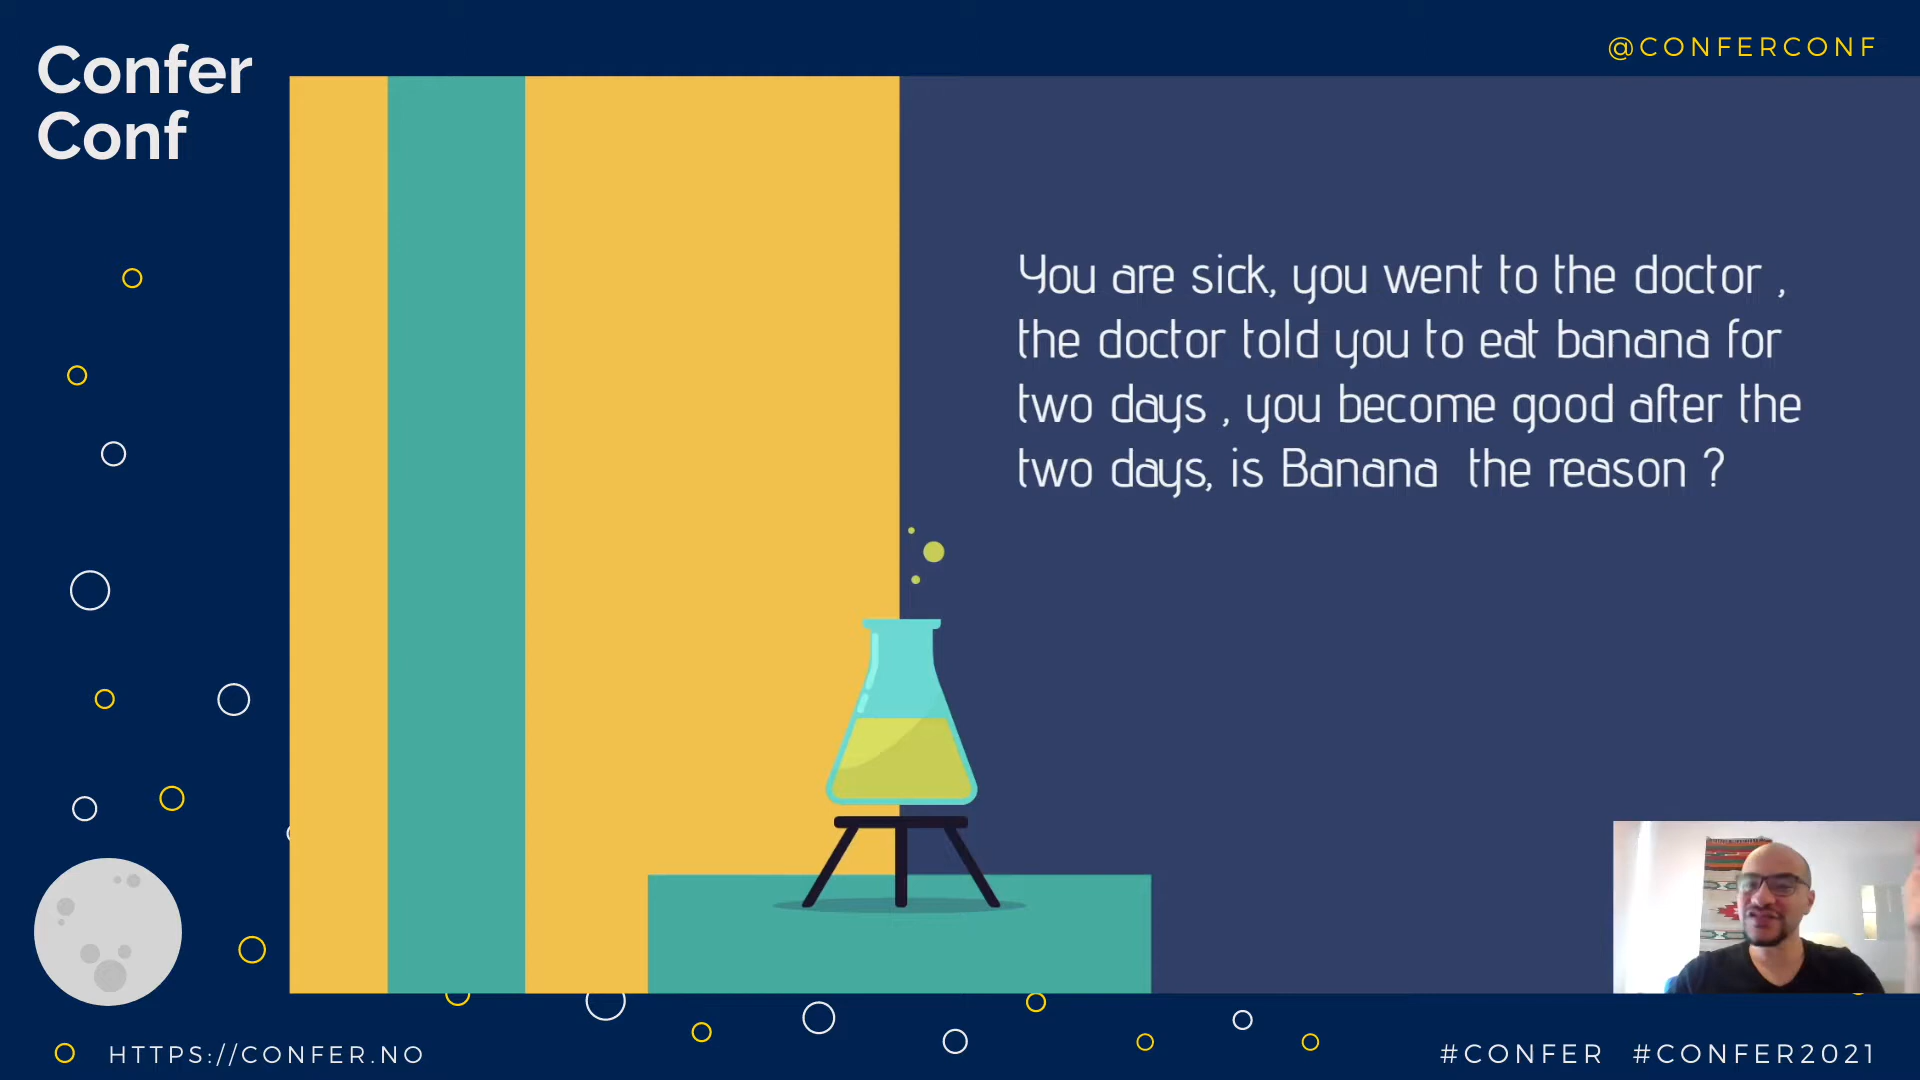 Confer
Conf
@CONFERCONF
You are sick, you went to the doctor ,
the doctor told you to eat banana for
two days , you become good after the
two days, is Banana the reason ?
HTTPS://CONFER.NO
#CONFER #CONFER2021